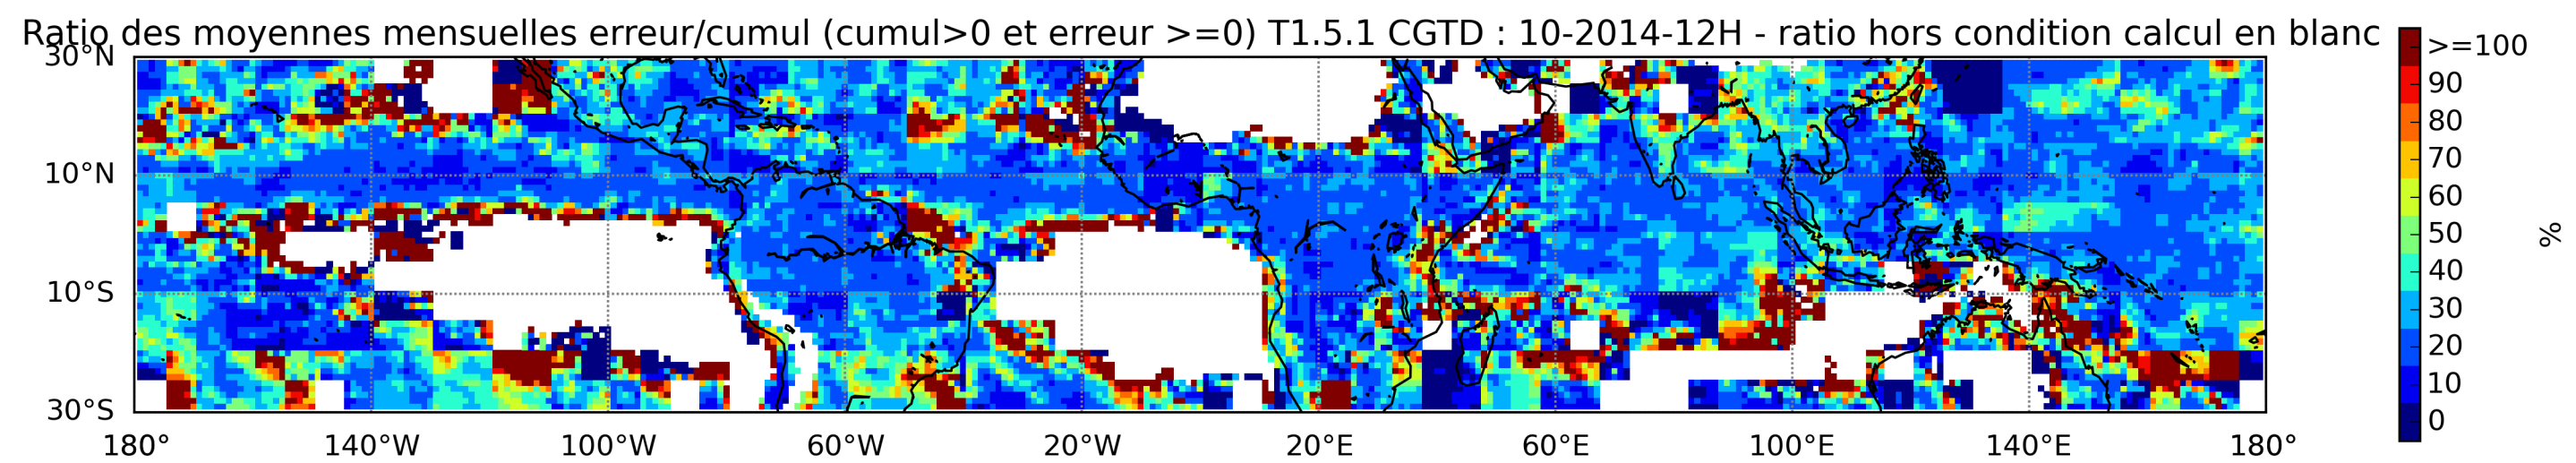 Ratio des moyennes mensuelles erreur/cumul (cumul>0 et erreur >=0) T1.5.1 CGTD : 10-2014-12H - ratio hors condition calcul en blanc
30°N
10°N
10°S
30°S
180° 140°W 100°W 60°W 20°W 20°E 60°E 100°E 140°E 180°
>=100
90
80
70
60
50
40
30
20
10
0
%